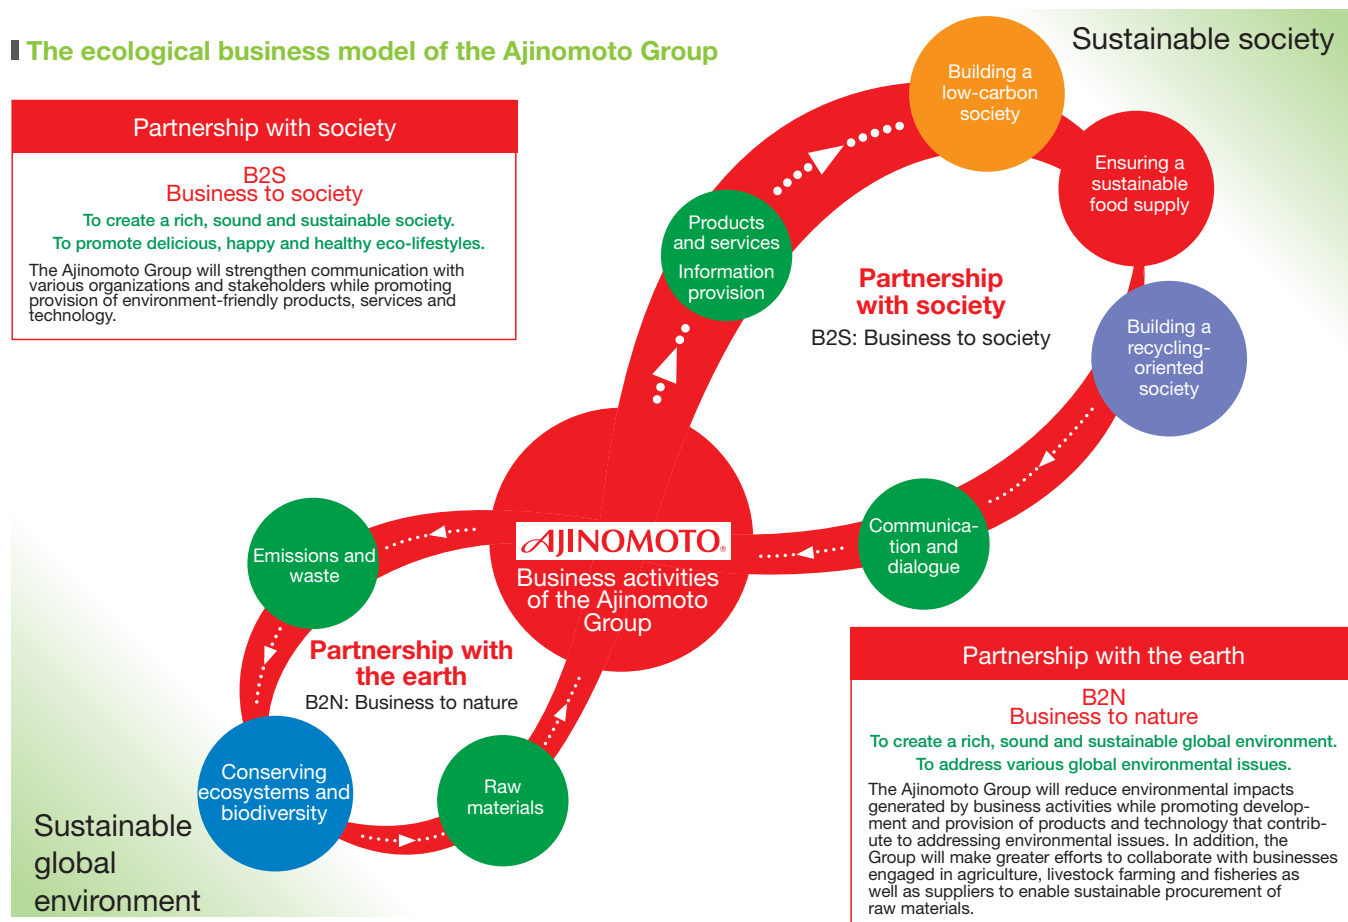 The ecological business model of the Ajinomoto Group
Sustainable society
Partnership with society
B2S
Business to society
To create a rich, sound and sustainable society.
To promote delicious, happy and healthy eco-lifestyles.
The Ajinomoto Group will strengthen communication with
various organizations and stakeholders while promoting
provision of environment-friendly products, services and
technology.
Building a
low-carbon
society
Ensuring a
sustainable
food supply
Products
and services
Information
provision
Partnership
with society
B2S: Business to society
Building a
recycling-
oriented
society
Communica-
tion and
dialogue
AJINOMOTO®
Business activities
of the Ajinomoto
Group
Emissions and
waste
Partnership with
the earth
B2N: Business to nature
Conserving
ecosystems and
biodiversity
Raw
materials
Sustainable
global
environment
Partnership with the earth
B2N
Business to nature
To create a rich, sound and sustainable global environment.
To address various global environmental issues.
The Ajinomoto Group will reduce environmental impacts
generated by business activities while promoting develop-
ment and provision of products and technology that contrib-
ute to addressing environmental issues. In addition, the
Group will make greater efforts to collaborate with businesses
engaged in agriculture, livestock farming and fisheries as
well as suppliers to enable sustainable procurement of
raw materials.